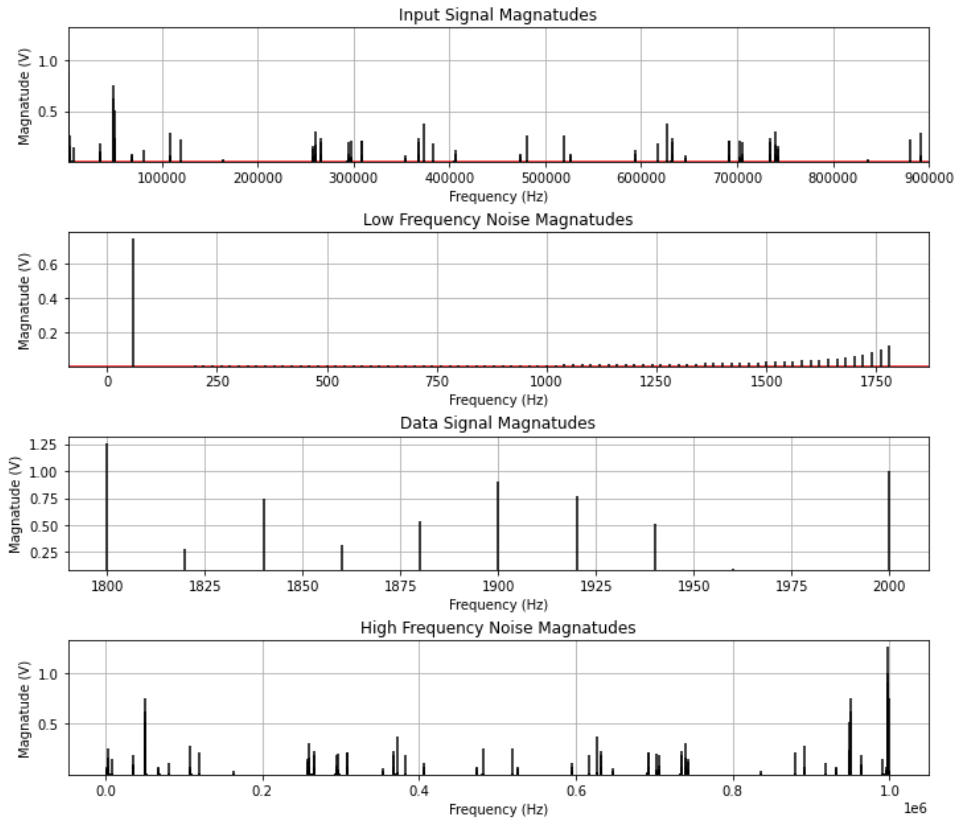 Input Signal Magnatudes
Magnatude (V)
1.0
0.5
100000 200000 300000 400000 500000 600000 700000 800000 900000
Frequency (Hz)
Low Frequency Noise Magnatudes
Magnatude (V)
0.6
0.4
0.2
0 250 500 750 1000 1250 1500 1750
Frequency (Hz)
Data Signal Magnatudes
Magnatude (V)
1.25
1.00
0.75
0.50
0.25
1800 1825 1850 1875 1900 1925 1950 1975 2000
Frequency (Hz)
High Frequency Noise Magnatudes
Magnatude (V)
1.0
0.5
0.0 0.2 0.4 0.6 0.8 1.0
Frequency (Hz)
1e6